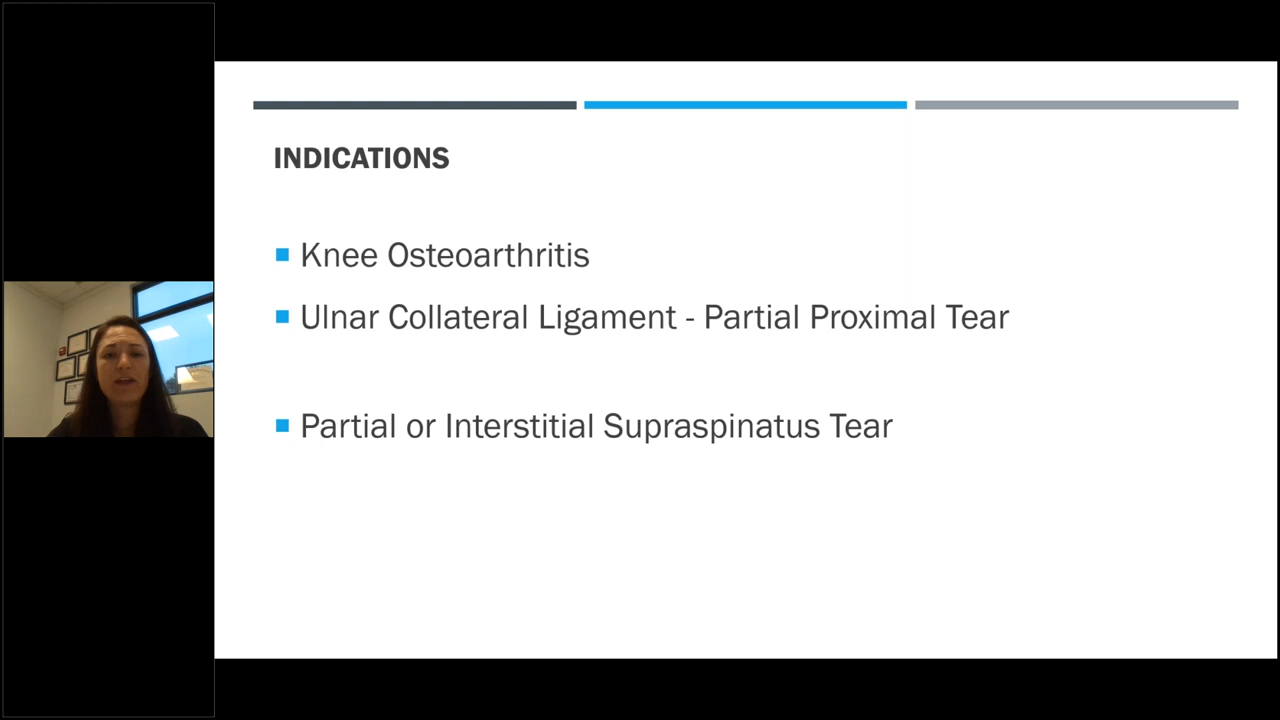 INDICATIONS
Knee Osteoarthritis
Ulnar Collateral Ligament - Partial Proximal Tear
Partial or Interstitial Supraspinatus Tear